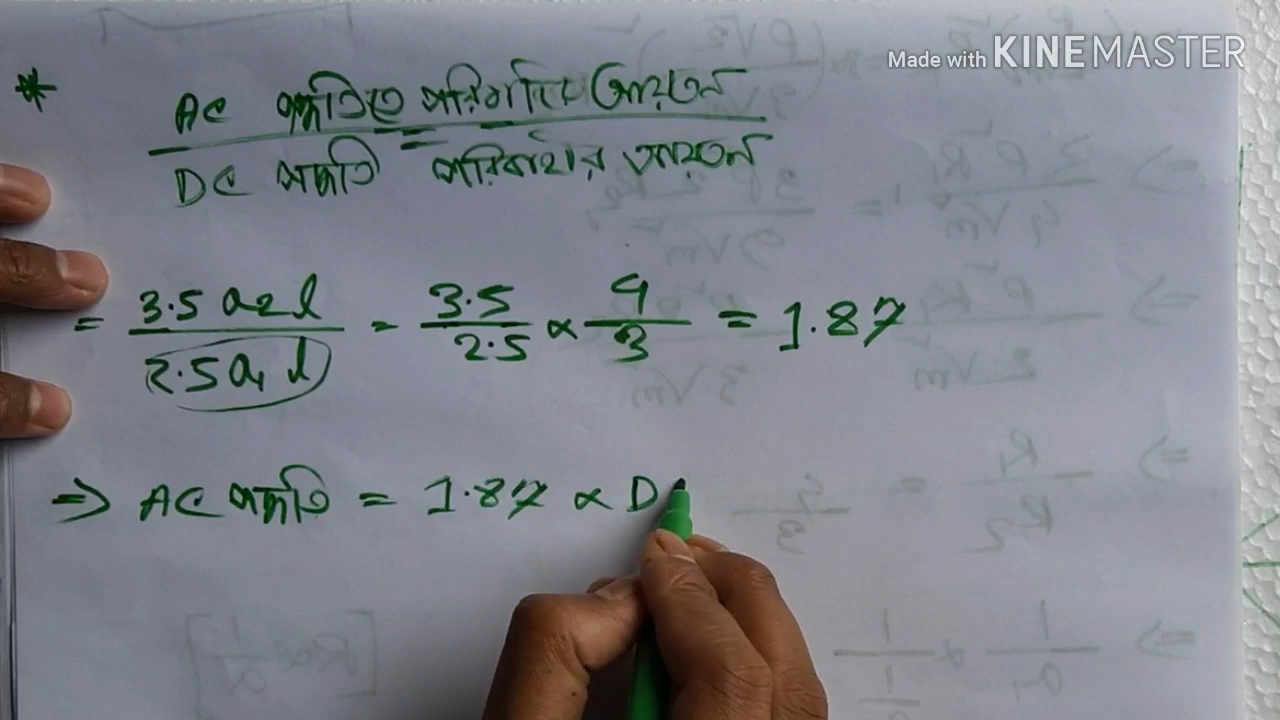 Made with KINEMASTER
* AC পদ্ধতিতে পরিবাহির আয়তন
DC পদ্ধতি পরিবাহীর আয়তন
= 3.5 a2 l / 2.5 a1 l = 3.5 / 2.5 × 4 / 3 = 1.87
=> AC পদ্ধতি = 1.87 × D